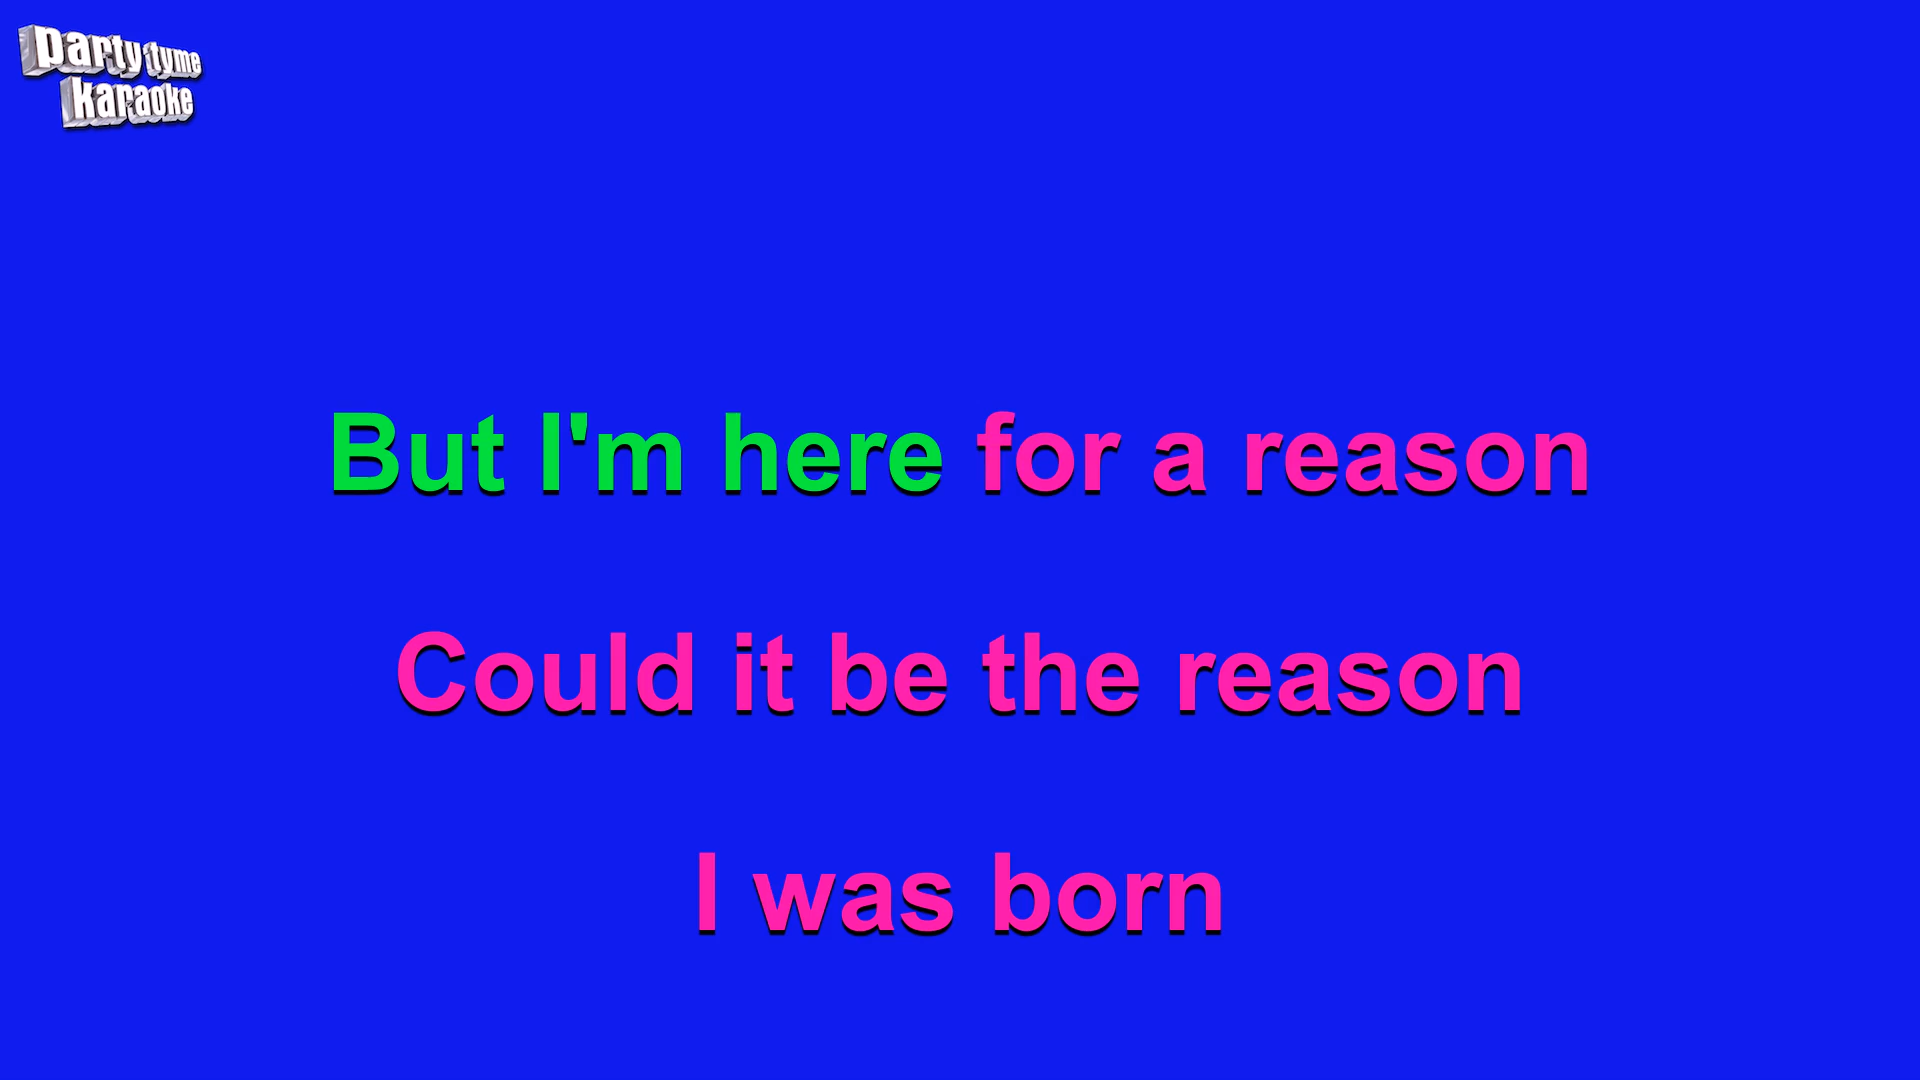 party tyme
karaoke
But I'm here for a reason
Could it be the reason
I was born